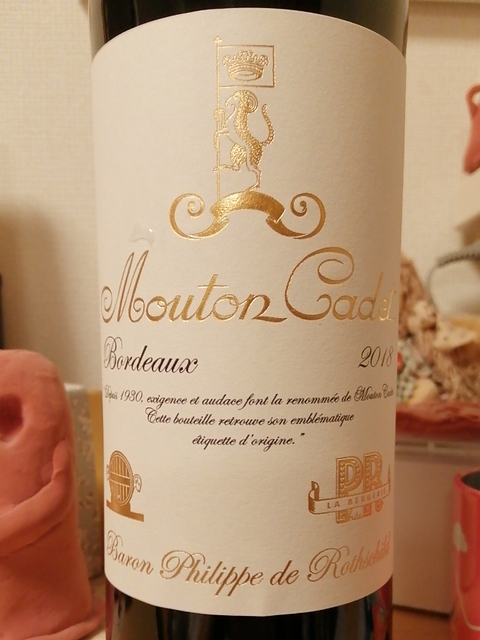 Mouton Cadet
Bordeaux 2018
Depuis 1930, exigence et audace font la renommée de Mouton Cadet
Cette bouteille retrouve son emblématique
étiquette d'origine."
LA BERGERIE
Baron Philippe de Rothschild